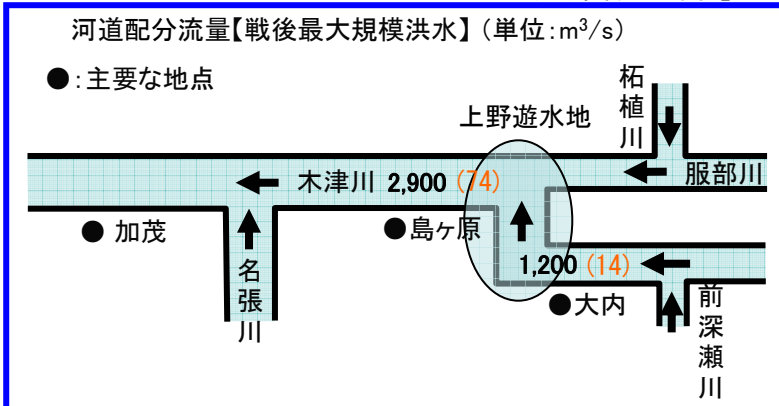 河道配分流量【戦後最大規模洪水】（単位：m³/s）
●：主要な地点
柘植川
上野遊水地
木津川 2,900 (74)
服部川
● 加茂
●島ヶ原
名張川
1,200 (14)
●大内
前深瀬川